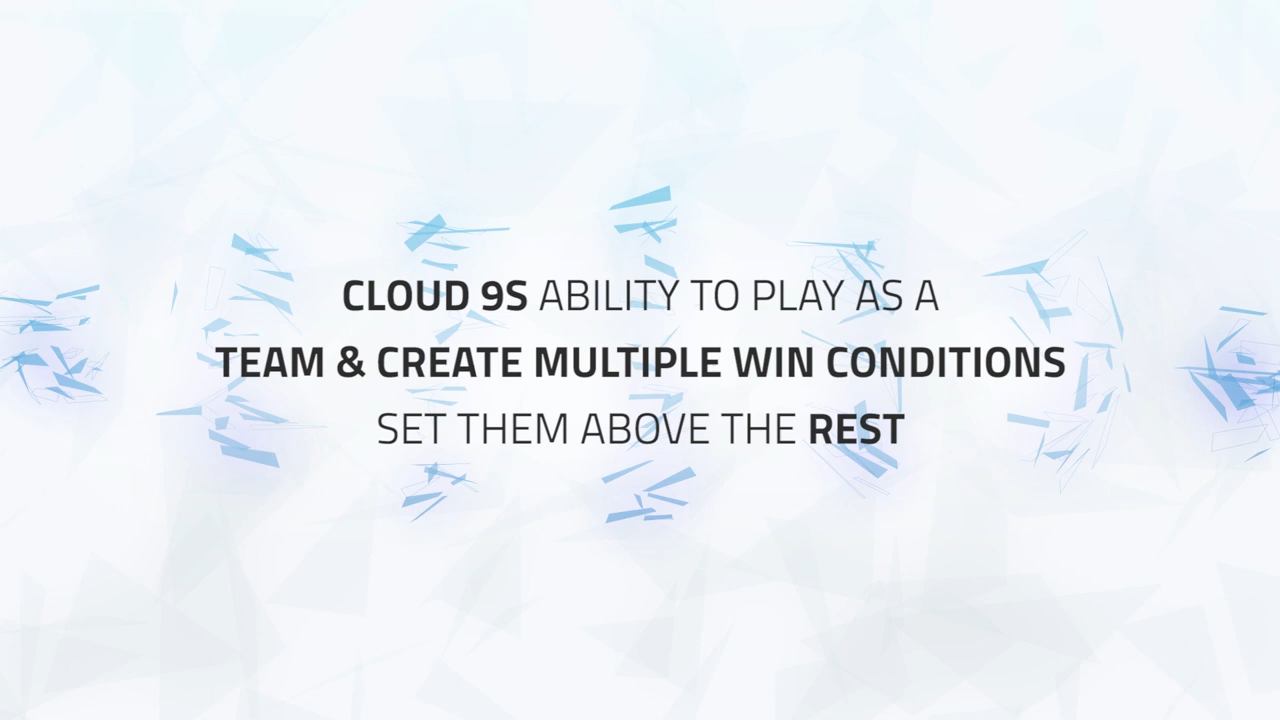 CLOUD 9S ABILITY TO PLAY AS A
TEAM & CREATE MULTIPLE WIN CONDITIONS
SET THEM ABOVE THE REST